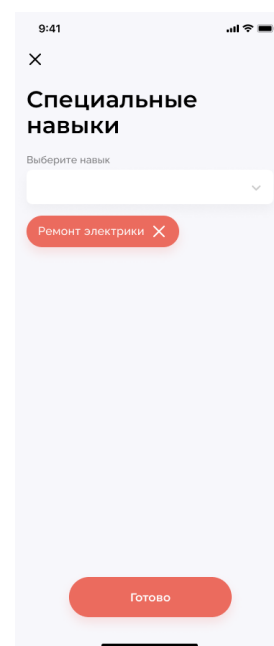 9:41
Специальные
навыки
Выберите навык
Ремонт электрики
Готово